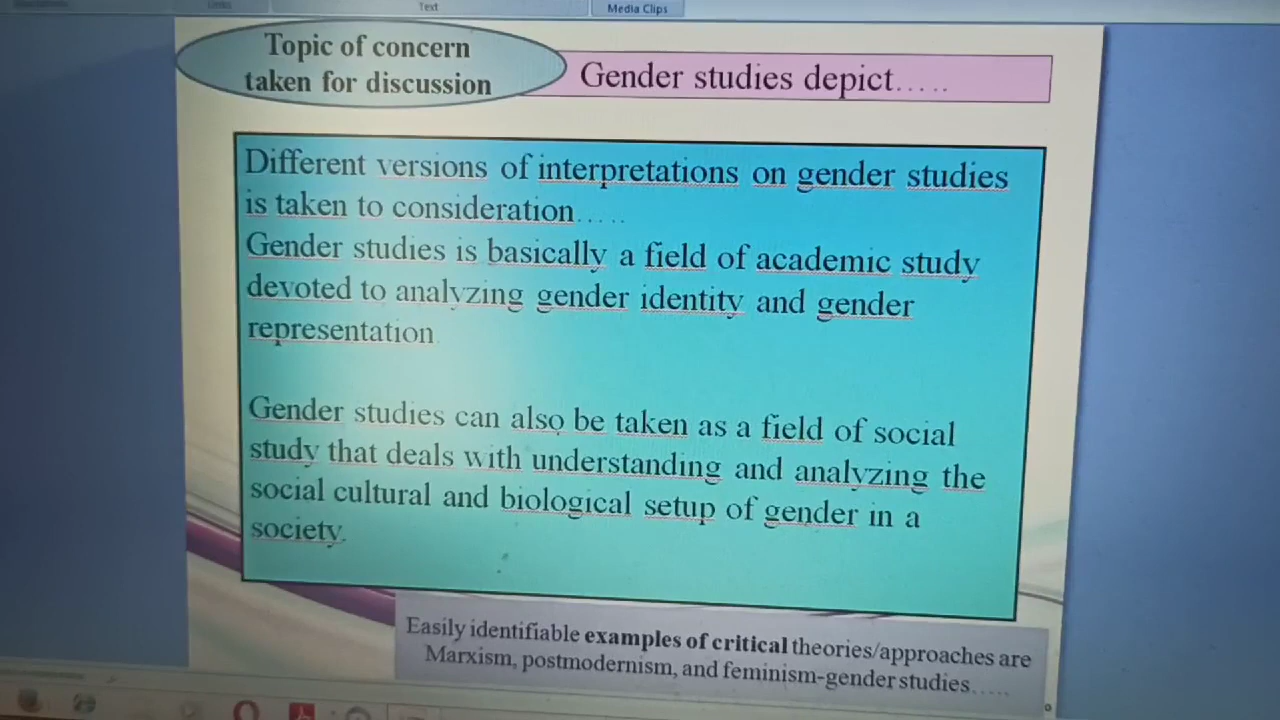 Text
Media Clips
Topic of concern
taken for discussion
Gender studies depict.....
Different versions of interpretations on gender studies
is taken to consideration.....
Gender studies is basically a field of academic study
devoted to analyzing gender identity and gender
representation
Gender studies can also be taken as a field of social
study that deals with understanding and analyzing the
social cultural and biological setup of gender in a
society.
Easily identifiable examples of critical theories/approaches are
Marxism, postmodernism, and feminism-gender studies.....